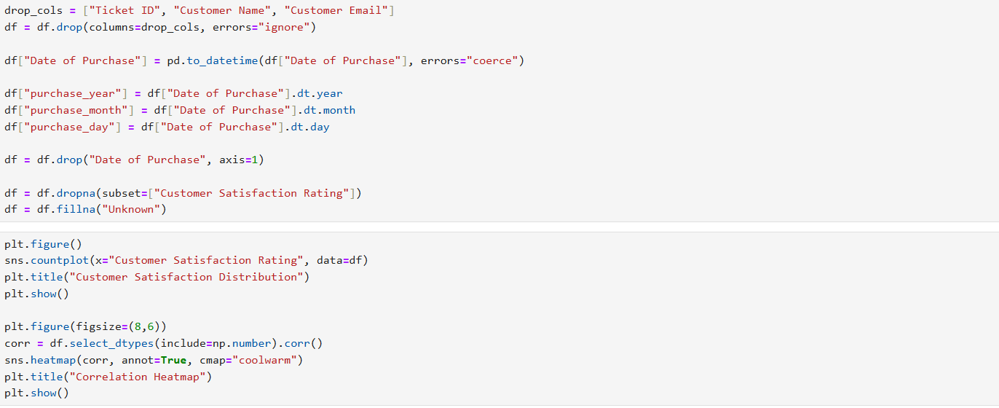 drop_cols = ["Ticket ID", "Customer Name", "Customer Email"]
df = df.drop(columns=drop_cols, errors="ignore")
df["Date of Purchase"] = pd.to_datetime(df["Date of Purchase"], errors="coerce")
df["purchase_year"] = df["Date of Purchase"].dt.year
df["purchase_month"] = df["Date of Purchase"].dt.month
df["purchase_day"] = df["Date of Purchase"].dt.day
df = df.drop("Date of Purchase", axis=1)
df = df.dropna(subset=["Customer Satisfaction Rating"])
df = df.fillna("Unknown")
plt.figure()
sns.countplot(x="Customer Satisfaction Rating", data=df)
plt.title("Customer Satisfaction Distribution")
plt.show()
plt.figure(figsize=(8,6))
corr = df.select_dtypes(include=np.number).corr()
sns.heatmap(corr, annot=True, cmap="coolwarm")
plt.title("Correlation Heatmap")
plt.show()